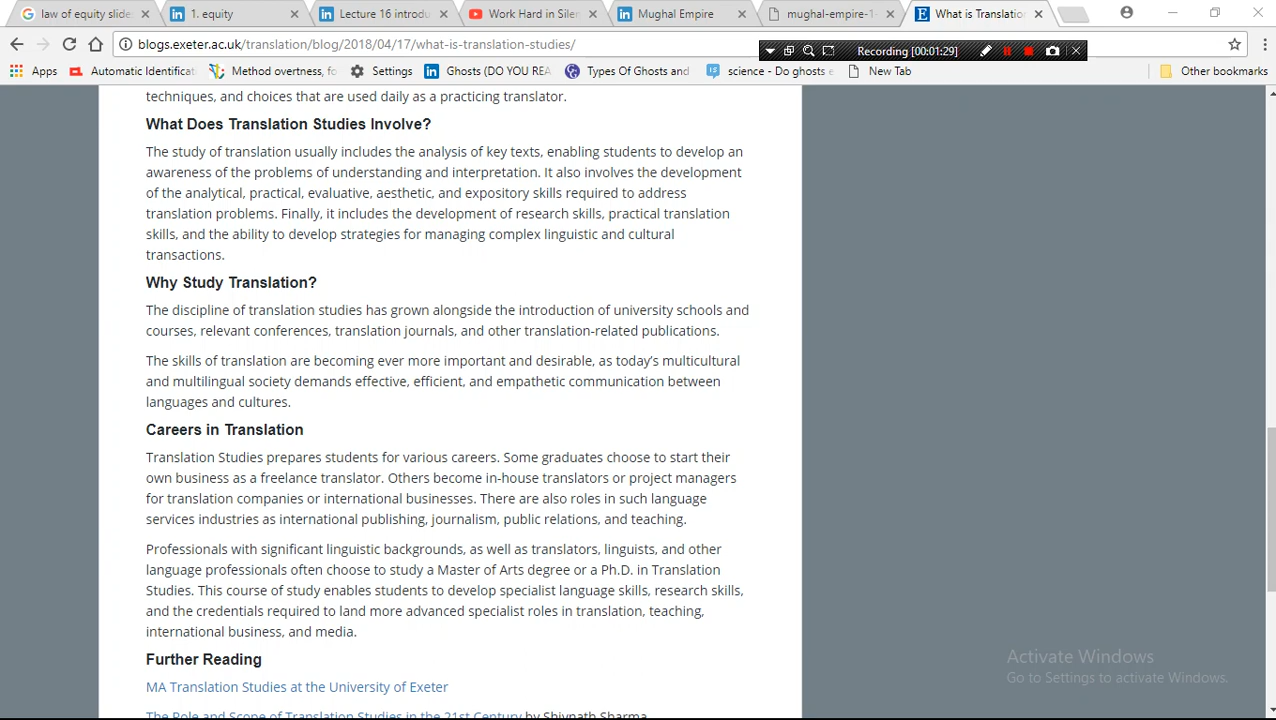 law of equity slide
1. equity
Lecture 16 introdu
Work Hard in Silen
Mughal Empire
mughal-empire-1-
What is Translatio
blogs.exeter.ac.uk/translation/blog/2018/04/17/what-is-translation-studies/
Recording [00:01:29]
Apps
Automatic Identificati
Method overtness, fo
Settings
Ghosts (DO YOU REA
Types Of Ghosts and
science - Do ghosts e
New Tab
Other bookmarks
techniques, and choices that are used daily as a practicing translator.
What Does Translation Studies Involve?
The study of translation usually includes the analysis of key texts, enabling students to develop an
awareness of the problems of understanding and interpretation. It also involves the development
of the analytical, practical, evaluative, aesthetic, and expository skills required to address
translation problems. Finally, it includes the development of research skills, practical translation
skills, and the ability to develop strategies for managing complex linguistic and cultural
transactions.
Why Study Translation?
The discipline of translation studies has grown alongside the introduction of university schools and
courses, relevant conferences, translation journals, and other translation-related publications.
The skills of translation are becoming ever more important and desirable, as today's multicultural
and multilingual society demands effective, efficient, and empathetic communication between
languages and cultures.
Careers in Translation
Translation Studies prepares students for various careers. Some graduates choose to start their
own business as a freelance translator. Others become in-house translators or project managers
for translation companies or international businesses. There are also roles in such language
services industries as international publishing, journalism, public relations, and teaching.
Professionals with significant linguistic backgrounds, as well as translators, linguists, and other
language professionals often choose to study a Master of Arts degree or a Ph.D. in Translation
Studies. This course of study enables students to develop specialist language skills, research skills,
and the credentials required to land more advanced specialist roles in translation, teaching,
international business, and media.
Further Reading
MA Translation Studies at the University of Exeter
The Role and Scope of Translation Studies in the 21st Century by Shivnath Sharma
Activate Windows
Go to Settings to activate Windows.